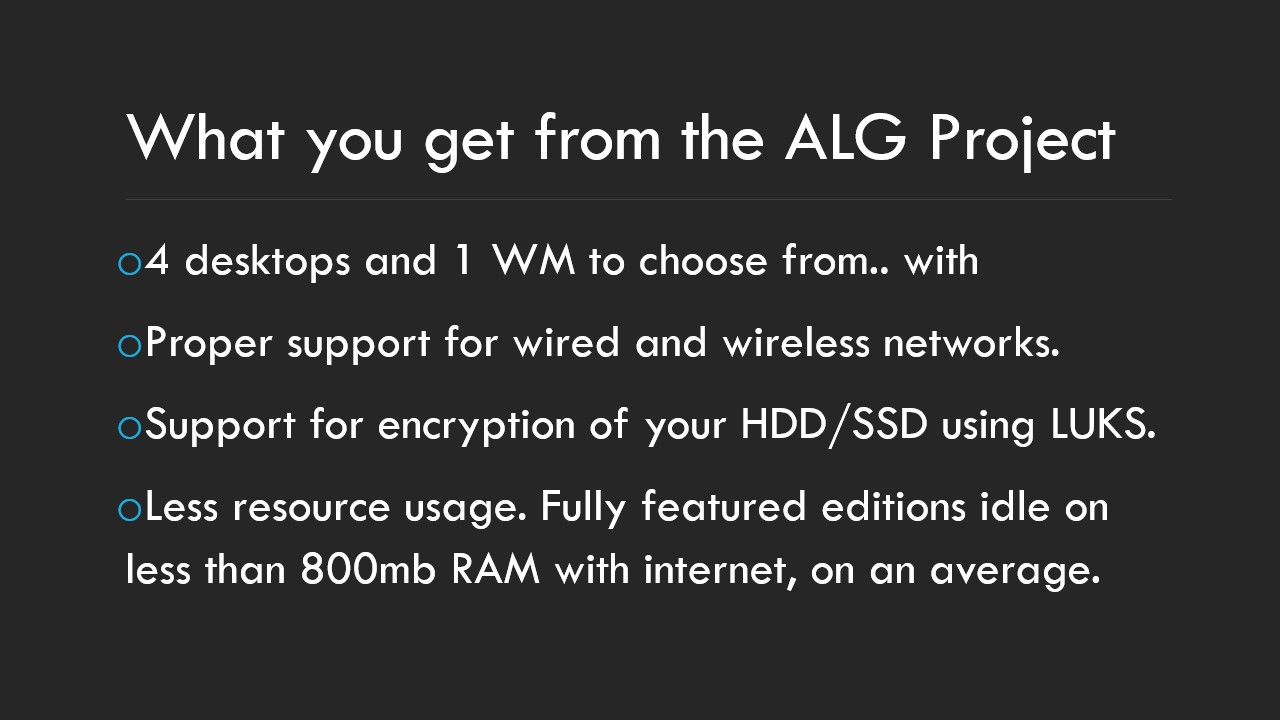 What you get from the ALG Project
4 desktops and 1 WM to choose from.. with
Proper support for wired and wireless networks.
Support for encryption of your HDD/SSD using LUKS.
Less resource usage. Fully featured editions idle on
less than 800mb RAM with internet, on an average.